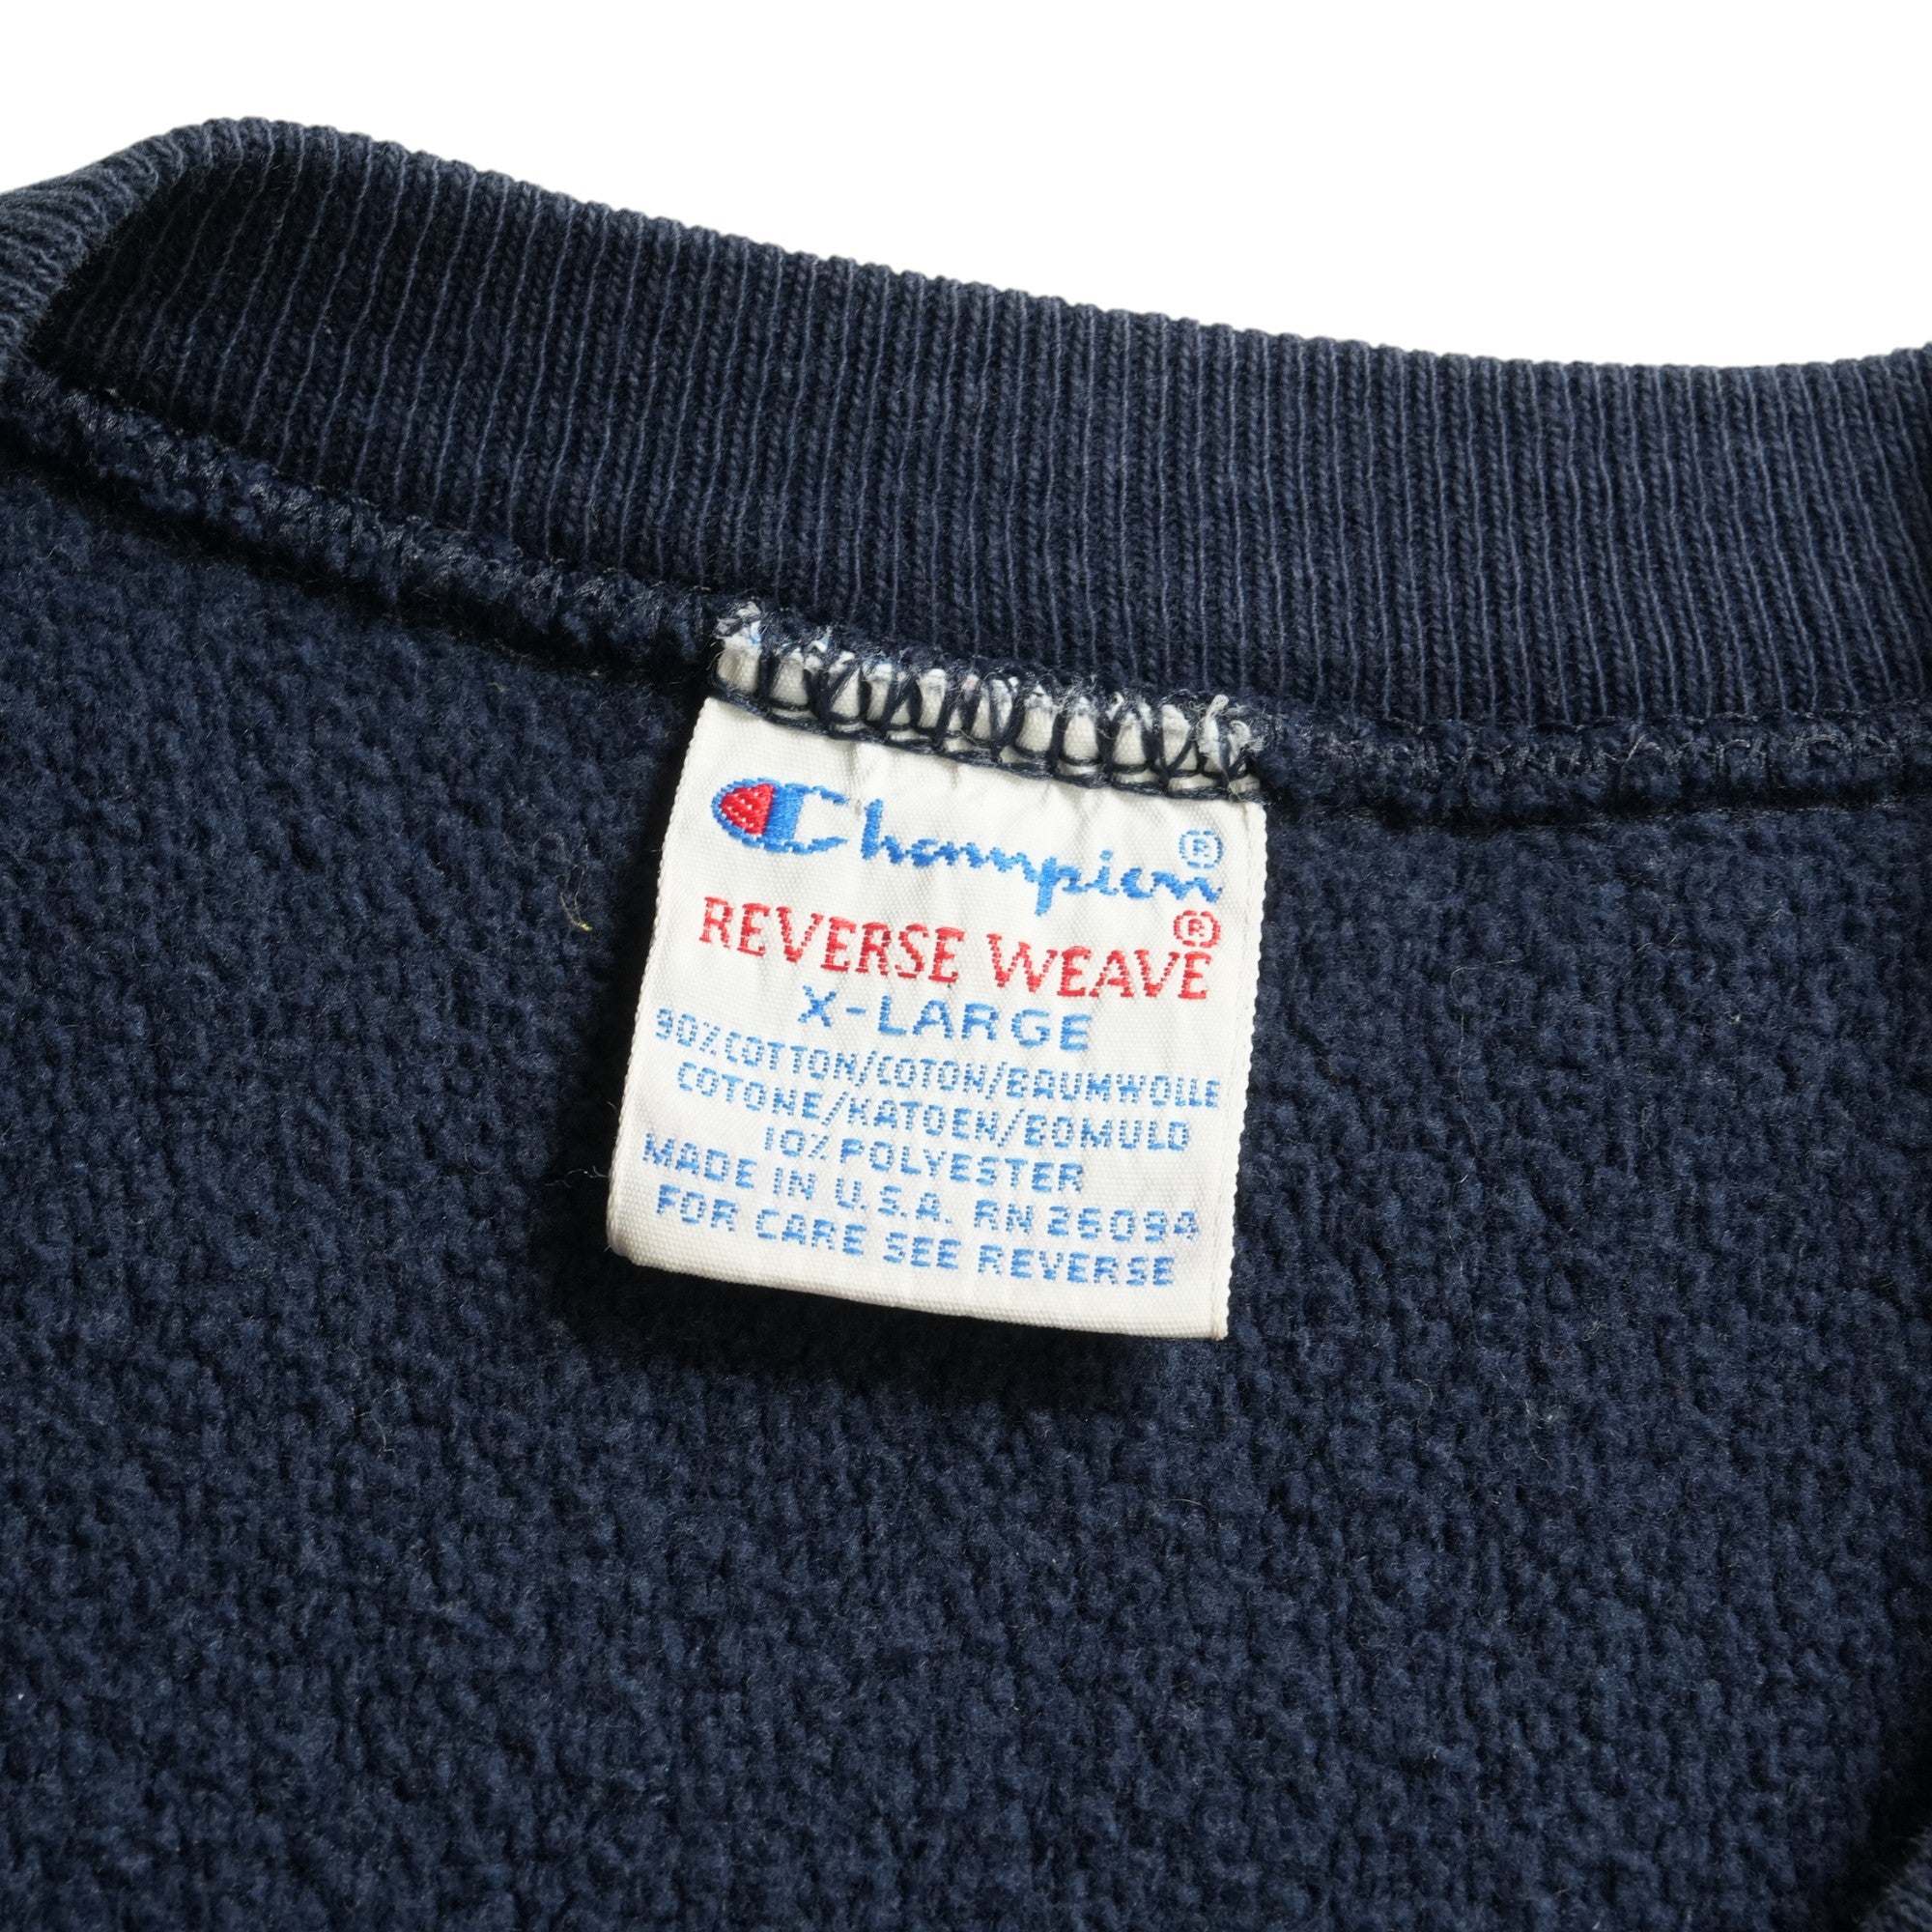 Champion®
REVERSE WEAVE®
X-LARGE
90% COTTON/COTON/BAUMWOLLE
COTONE/KATOEN/BOMULD
10% POLYESTER
MADE IN U.S.A. RN 26094
FOR CARE SEE REVERSE